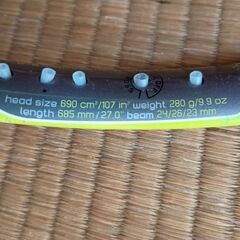 head size 690 cm²/107 in² weight 280 g/9.9 oz
length 685 mm/27.0" beam 24/26/23 mm